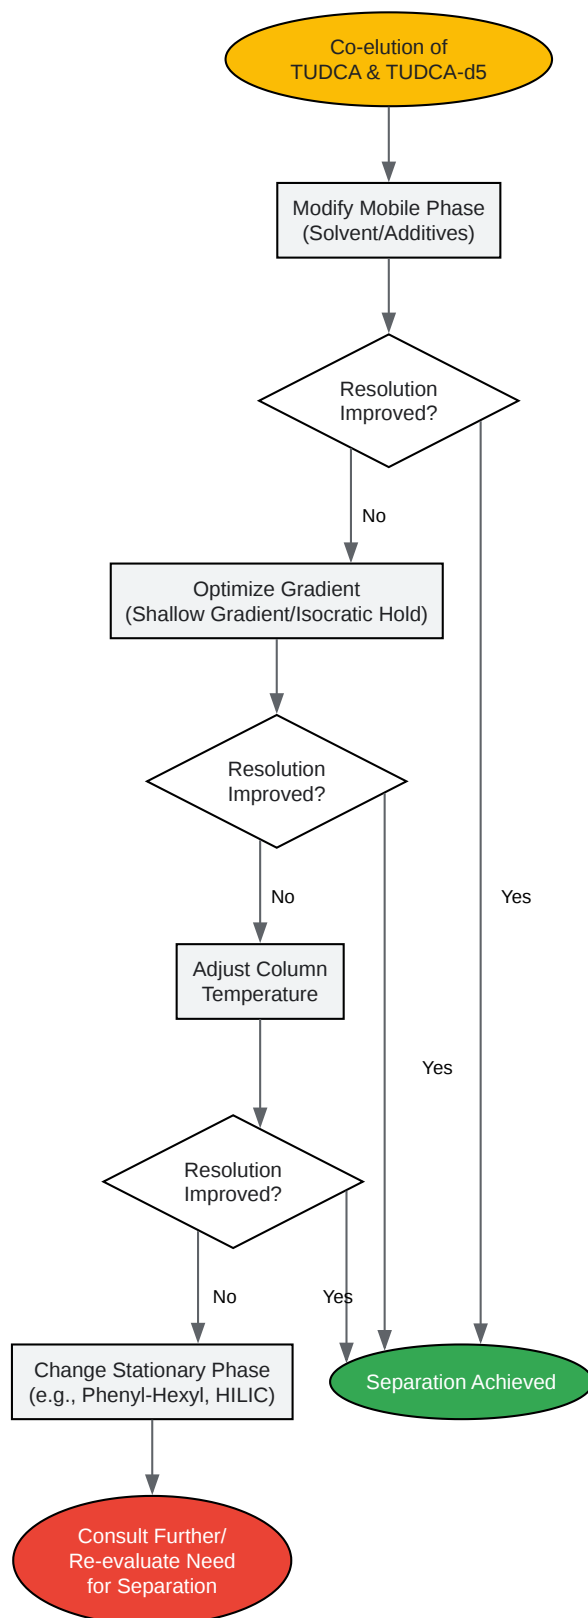 Co-elution of
TUDCA & TUDCA-d5
Modify Mobile Phase
(Solvent/Additives)
Resolution
Improved?
No
Optimize Gradient
(Shallow Gradient/Isocratic Hold)
Resolution
Improved?
No
Yes
Adjust Column
Temperature
Yes
Resolution
Improved?
No
Yes
Change Stationary Phase
(e.g., Phenyl-Hexyl, HILIC)
Separation Achieved
Consult Further/
Re-evaluate Need
for Separation